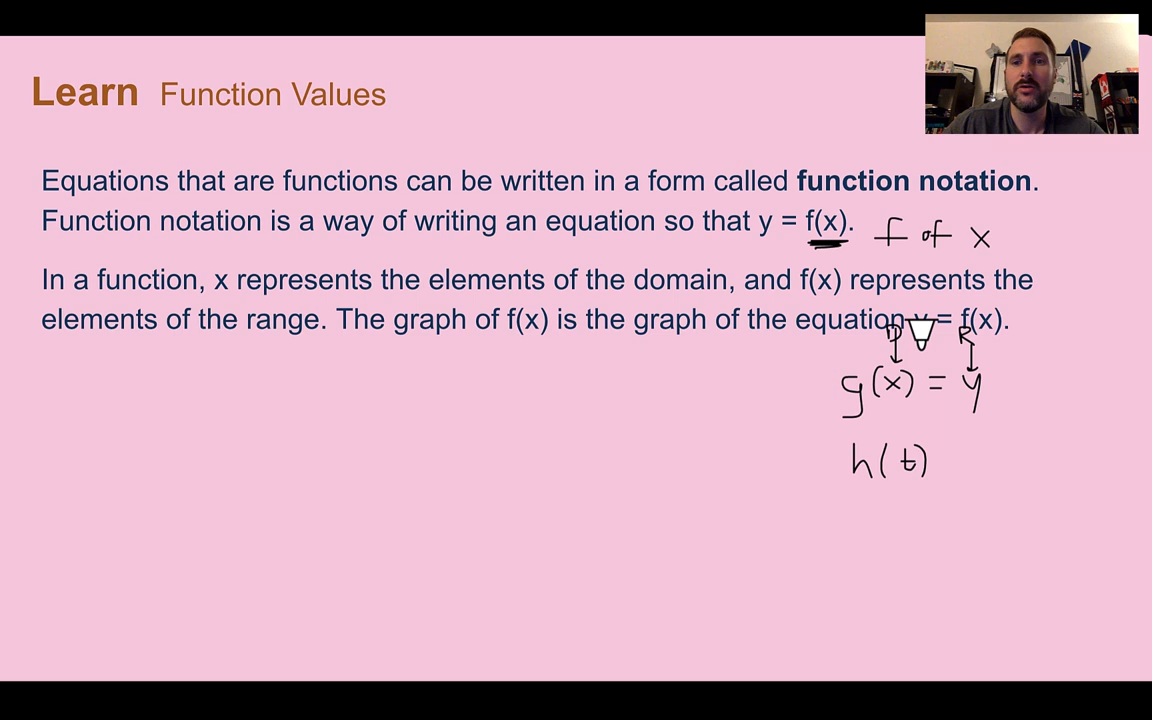 Learn Function Values
Equations that are functions can be written in a form called function notation.
Function notation is a way of writing an equation so that y = f(x). f of x
In a function, x represents the elements of the domain, and f(x) represents the
elements of the range. The graph of f(x) is the graph of the equation y = f(x).
D R
g(x) = y
h(t)